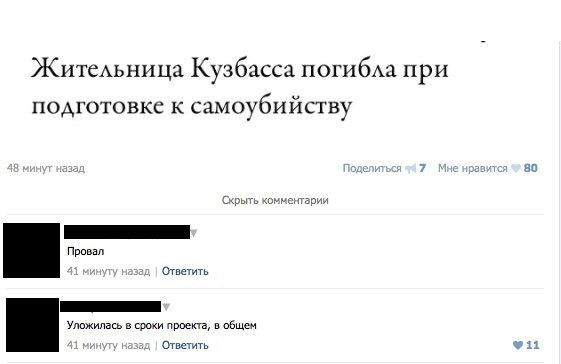 Жительница Кузбасса погибла при
подготовке к самоубийству
48 минут назад
Поделиться 7 Мне нравится 80
Скрыть комментарии
Провал
41 минуту назад | Ответить
Уложилась в сроки проекта, в общем
41 минуту назад | Ответить 11